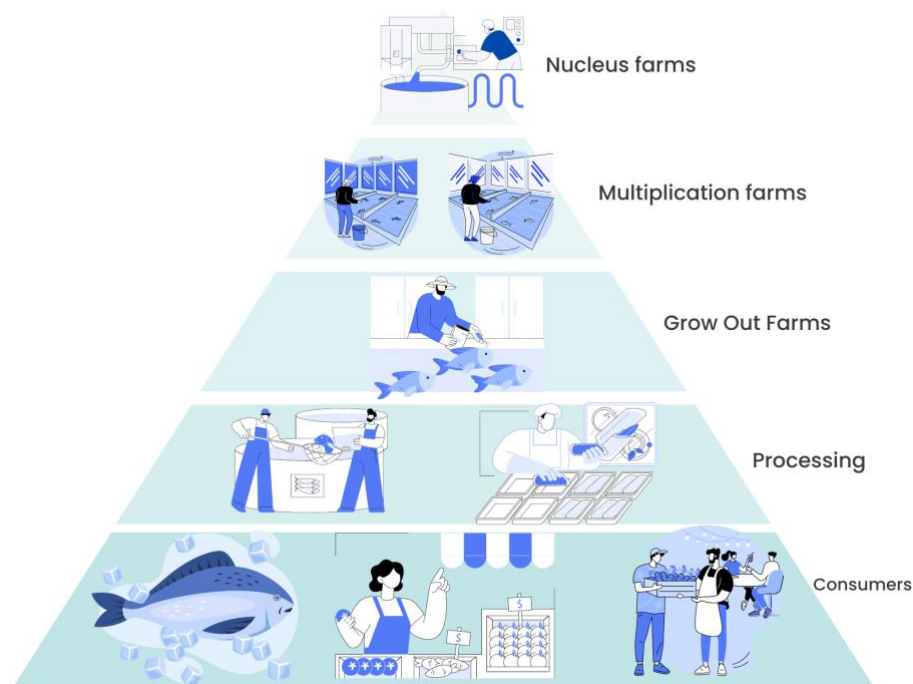 Nucleus farms
Multiplication farms
Grow Out Farms
Processing
Consumers
$
$